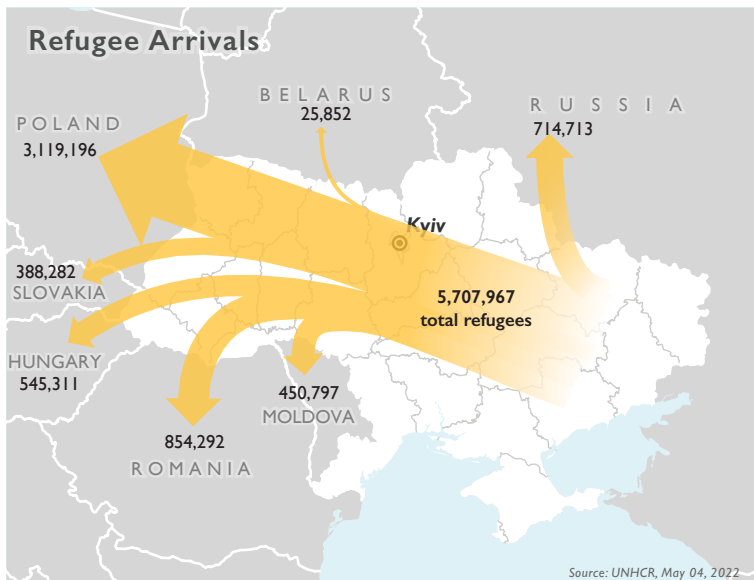 Refugee Arrivals
BELARUS
25,852
RUSSIA
714,713
POLAND
3,119,196
Kyiv
388,282
SLOVAKIA
5,707,967
total refugees
HUNGARY
545,311
450,797
MOLDOVA
854,292
ROMANIA
Source: UNHCR, May 04, 2022